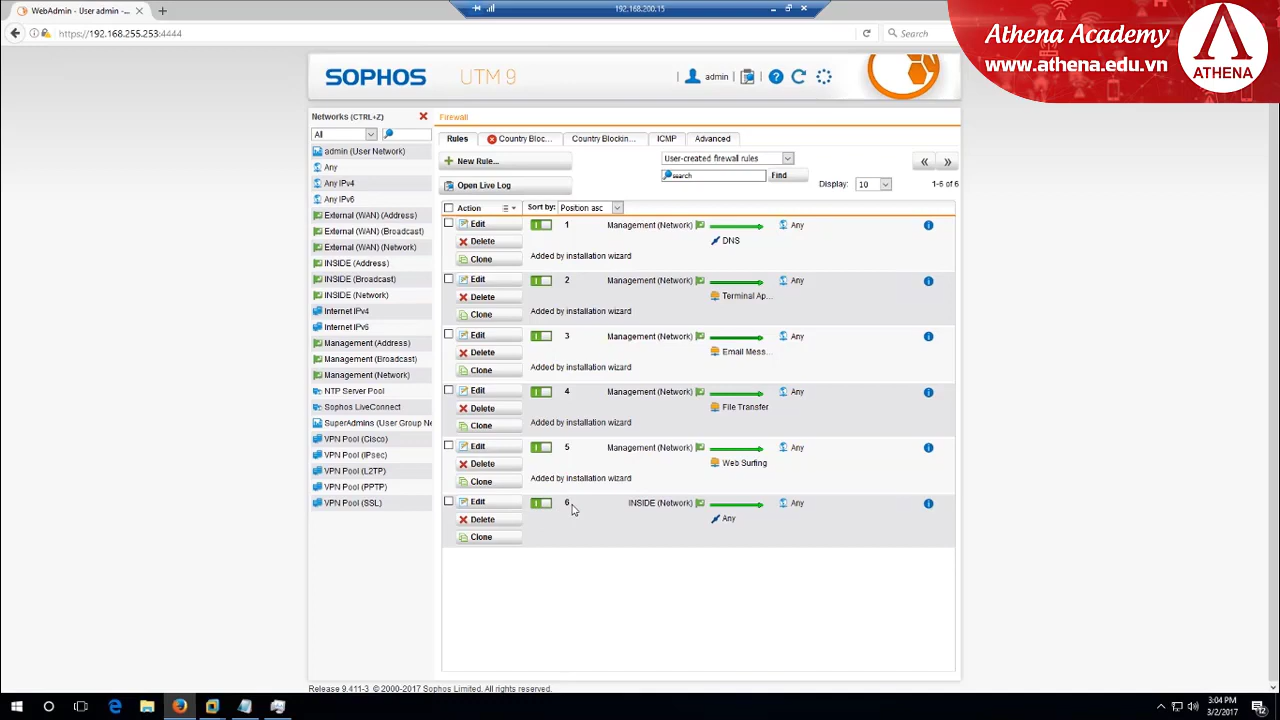 WebAdmin - User admin -...
192.168.200.15
https://192.168.255.253:4444
Search
Athena Academy
www.athena.edu.vn
ATHENA
SOPHOS
UTM 9
admin
Networks (CTRL+Z)
All
admin (User Network)
Any
Any IPv4
Any IPv6
External (WAN) (Address)
External (WAN) (Broadcast)
External (WAN) (Network)
INSIDE (Address)
INSIDE (Broadcast)
INSIDE (Network)
Internet IPv4
Internet IPv6
Management (Address)
Management (Broadcast)
Management (Network)
NTP Server Pool
Sophos LiveConnect
SuperAdmins (User Group Ne
VPN Pool (Cisco)
VPN Pool (IPsec)
VPN Pool (L2TP)
VPN Pool (PPTP)
VPN Pool (SSL)
Firewall
Rules
Country Bloc...
Country Blockin...
ICMP
Advanced
New Rule...
User-created firewall rules
Open Live Log
search
Find
Display: 10
1-6 of 6
Action
Sort by: Position asc
Edit 1 Management (Network) Any
Delete DNS
Clone Added by installation wizard
Edit 2 Management (Network) Any
Delete Terminal Ap...
Clone Added by installation wizard
Edit 3 Management (Network) Any
Delete Email Mess...
Clone Added by installation wizard
Edit 4 Management (Network) Any
Delete File Transfer
Clone Added by installation wizard
Edit 5 Management (Network) Any
Delete Web Surfing
Clone Added by installation wizard
Edit 6 INSIDE (Network) Any
Delete Any
Clone
Release 9.411-3 © 2000-2017 Sophos Limited. All rights reserved.
3:04 PM
3/2/2017